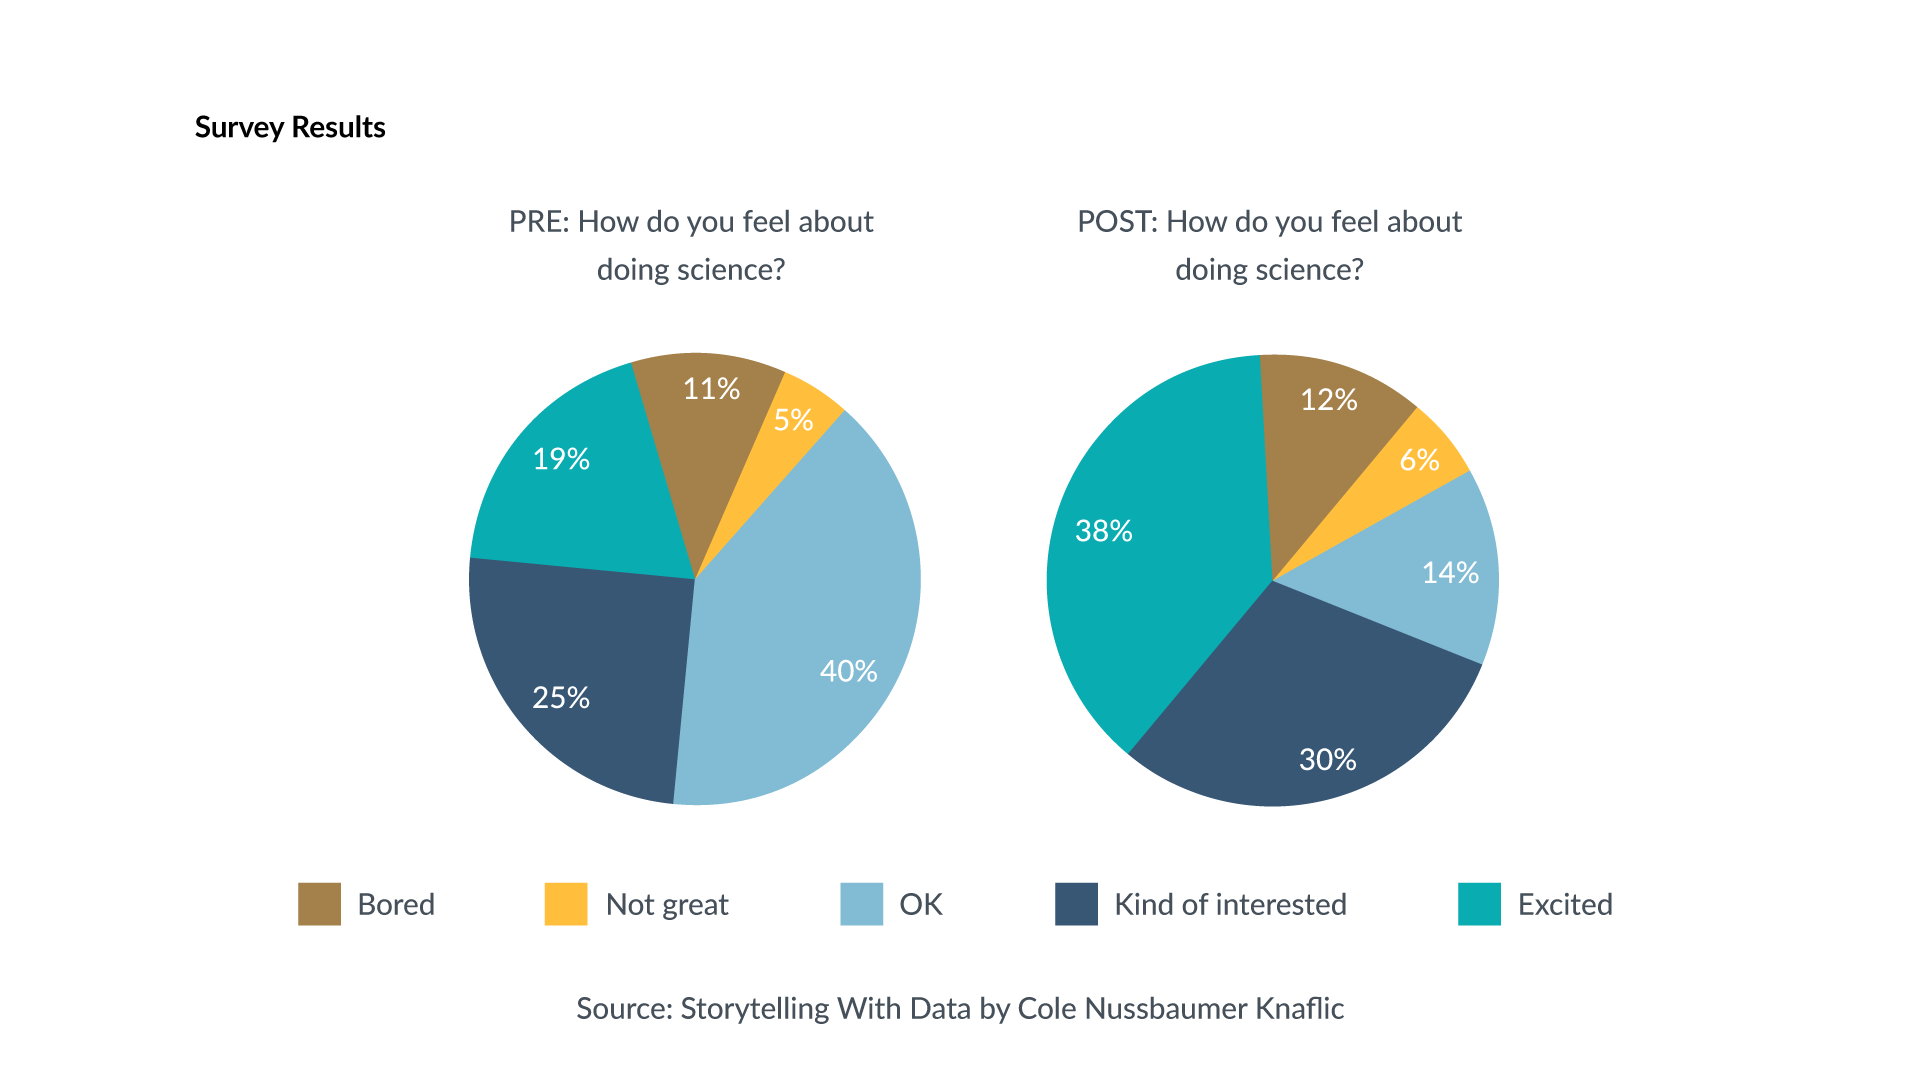 Survey Results
PRE: How do you feel about
doing science?
POST: How do you feel about
doing science?
11%
5%
19%
40%
25%
12%
6%
38%
14%
30%
Bored
Not great
OK
Kind of interested
Excited
Source: Storytelling With Data by Cole Nussbaumer Knaflic